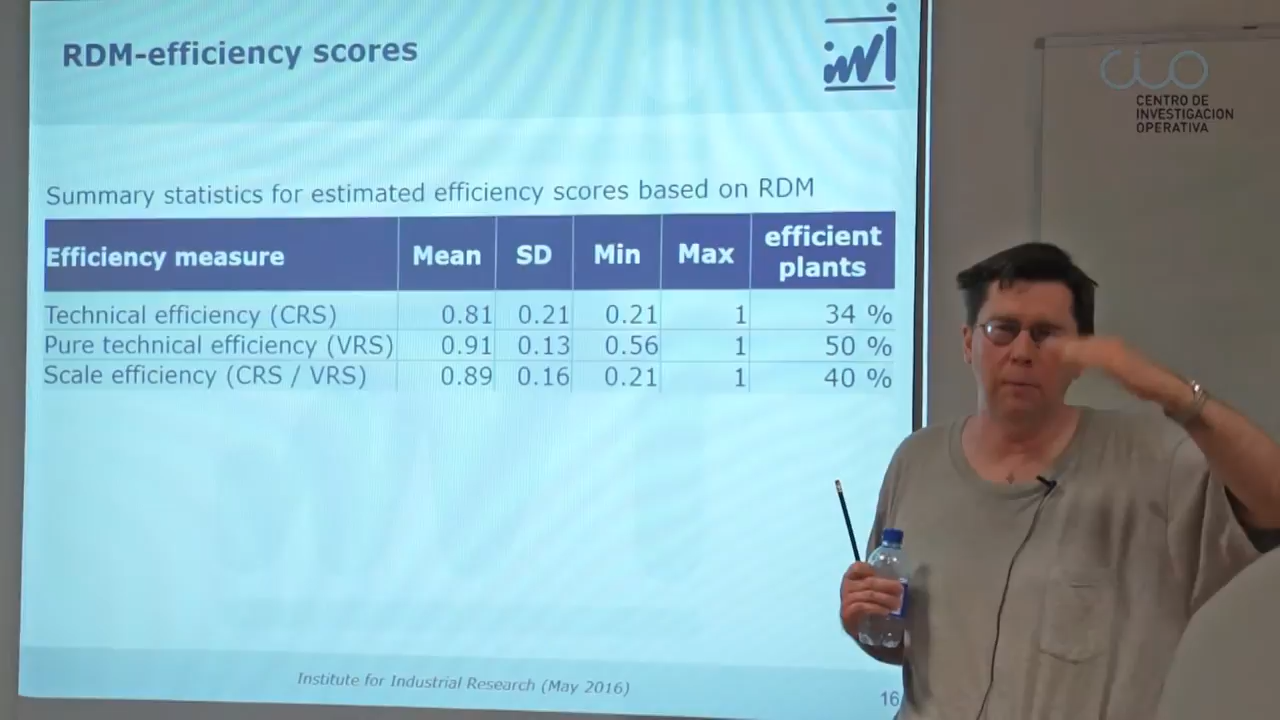 RDM-efficiency scores
CIO
CENTRO DE
INVESTIGACION
OPERATIVA
Summary statistics for estimated efficiency scores based on RDM
Efficiency measure Mean SD Min Max efficient plants
Technical efficiency (CRS) 0.81 0.21 0.21 1 34 %
Pure technical efficiency (VRS) 0.91 0.13 0.56 1 50 %
Scale efficiency (CRS / VRS) 0.89 0.16 0.21 1 40 %
Institute for Industrial Research (May 2016)
16